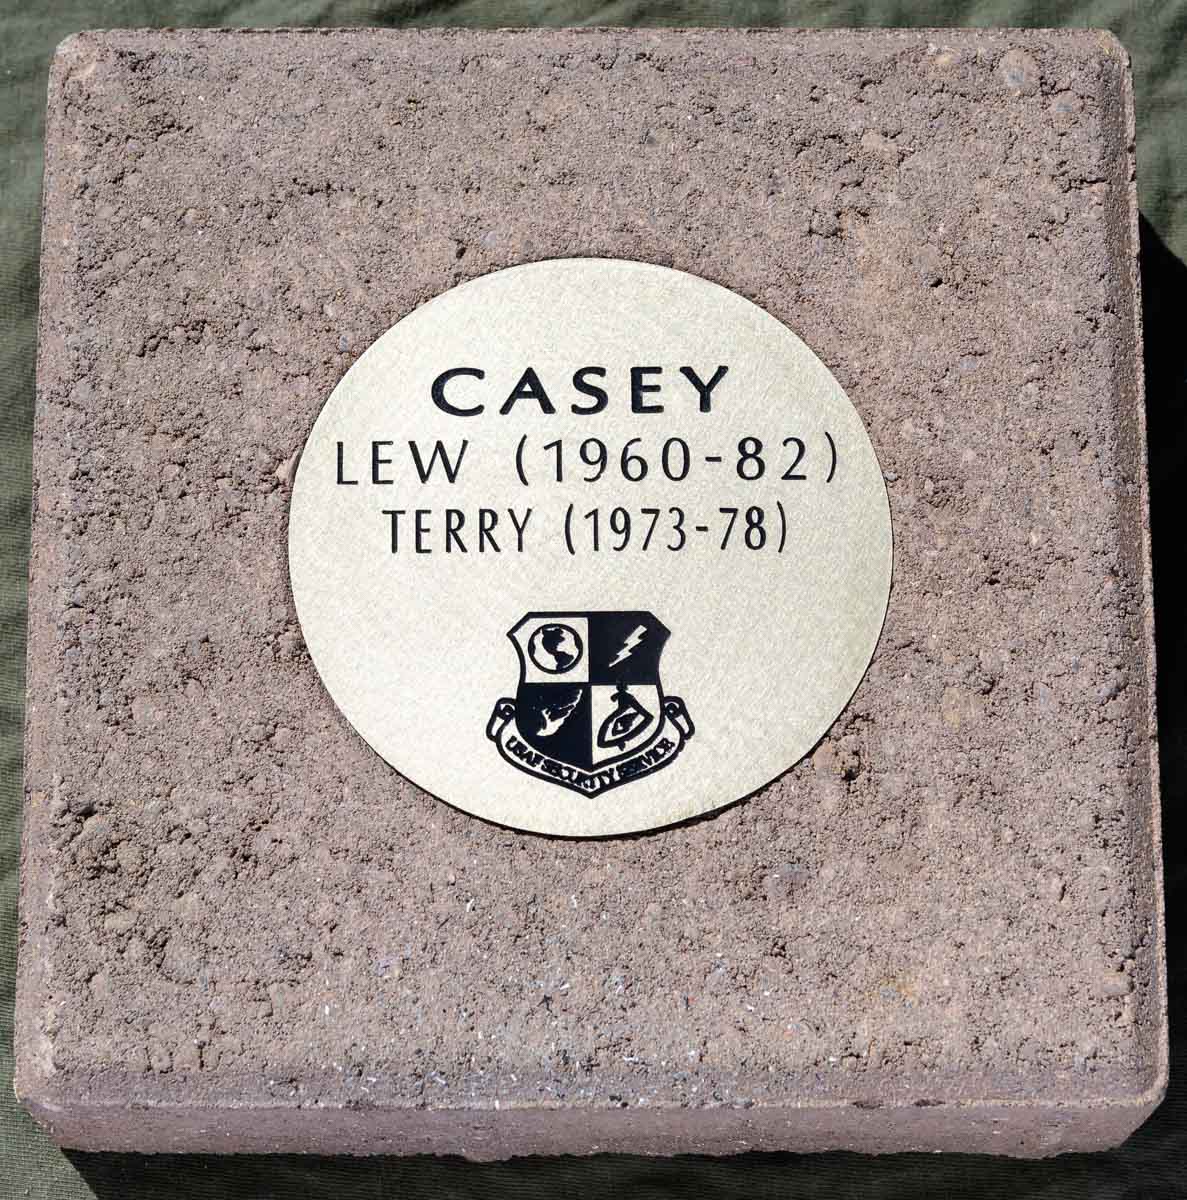 CASEY
LEW (1960-82)
TERRY (1973-78)
USAF SECURITY SERVICE